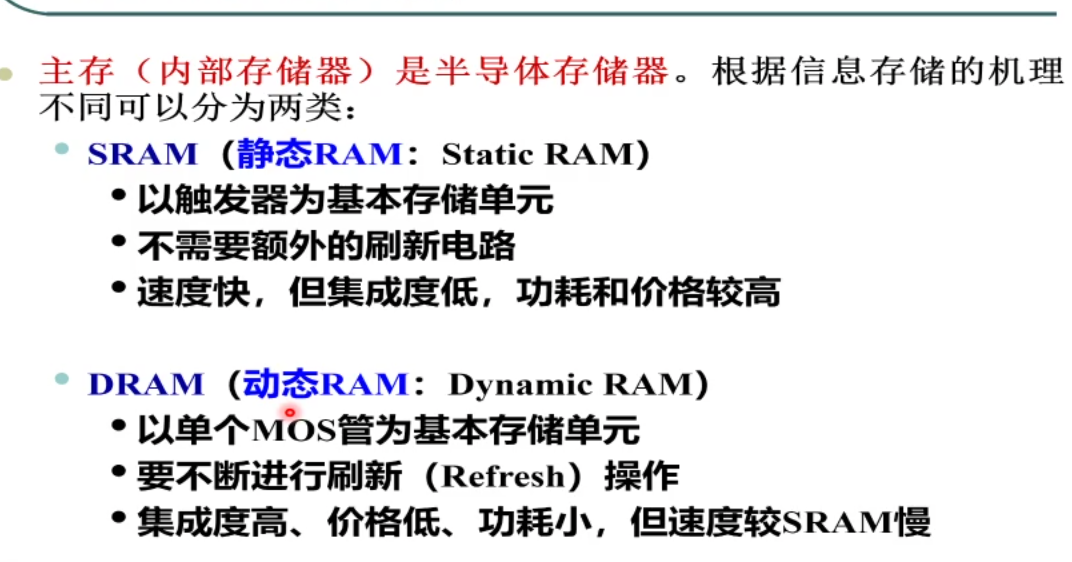 主存（内部存储器）是半导体存储器。根据信息存储的机理
不同可以分为两类：
SRAM（静态RAM：Static RAM）
以触发器为基本存储单元
不需要额外的刷新电路
速度快，但集成度低，功耗和价格较高
DRAM（动态RAM：Dynamic RAM）
以单个MOS管为基本存储单元
要不断进行刷新（Refresh）操作
集成度高、价格低、功耗小，但速度较SRAM慢